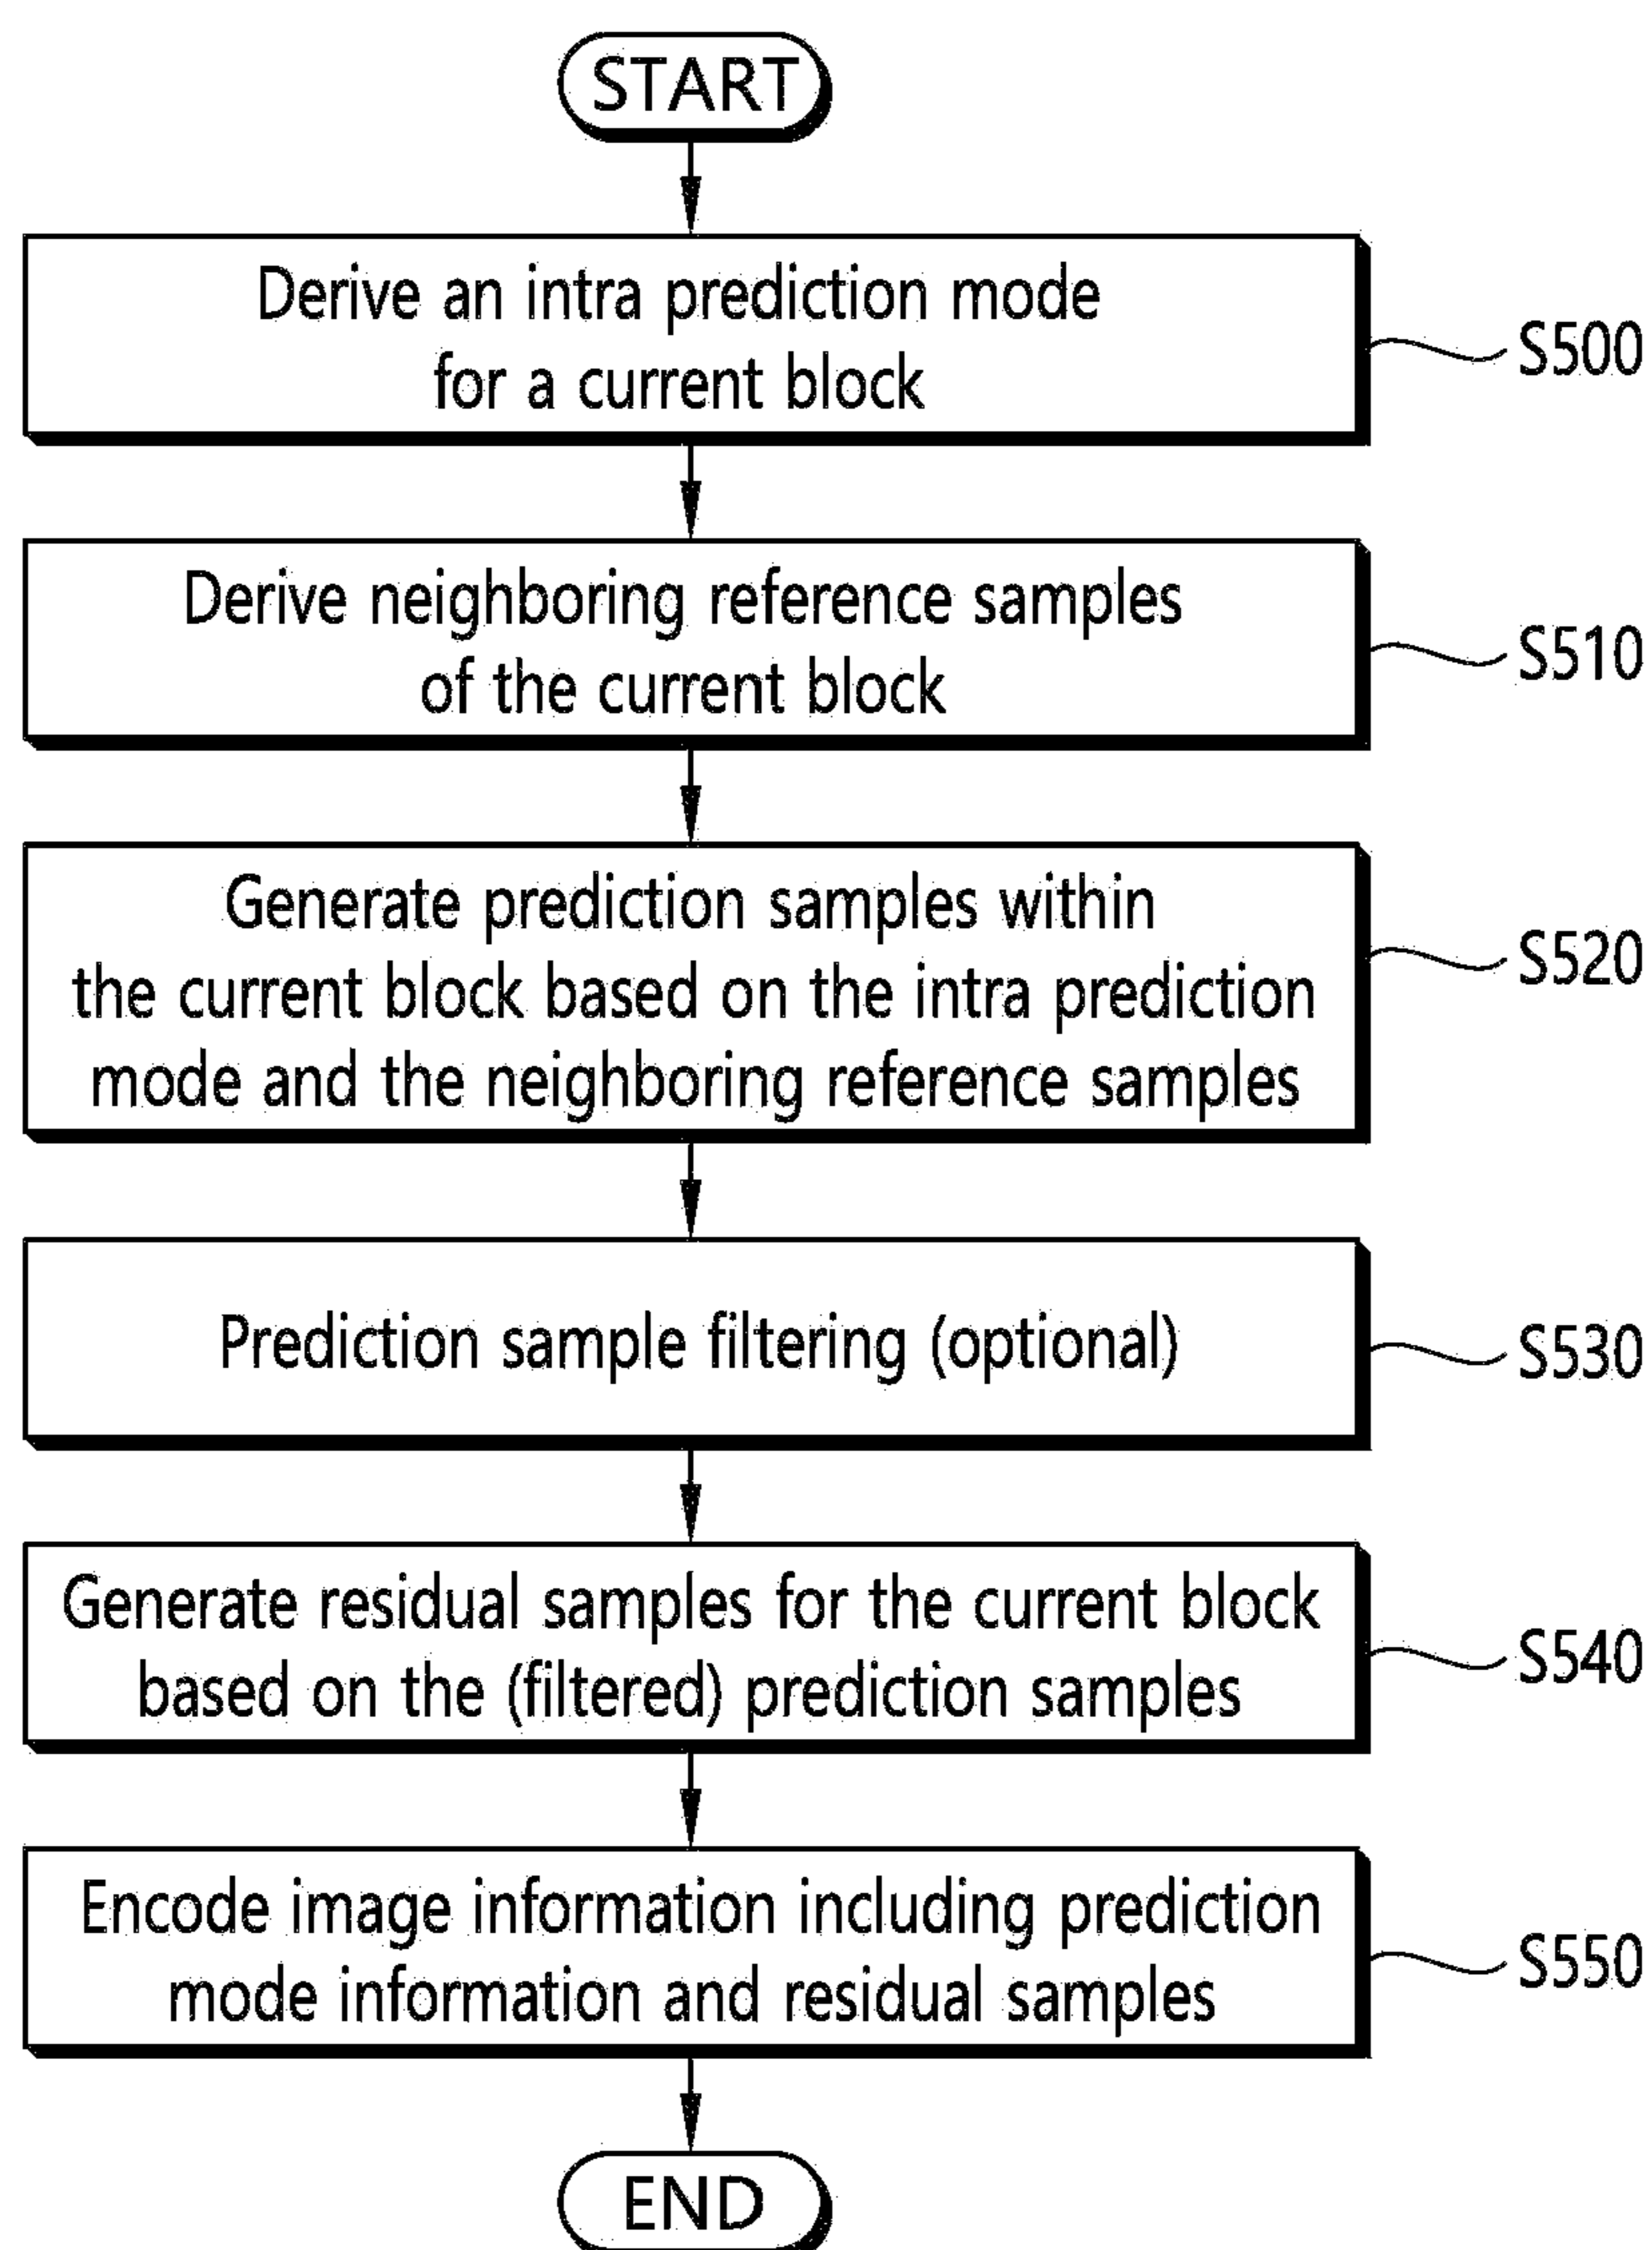 START
Derive an intra prediction mode
for a current block
S500
Derive neighboring reference samples
of the current block
S510
Generate prediction samples within
the current block based on the intra prediction
mode and the neighboring reference samples
S520
Prediction sample filtering (optional)
S530
Generate residual samples for the current block
based on the (filtered) prediction samples
S540
Encode image information including prediction
mode information and residual samples
S550
END